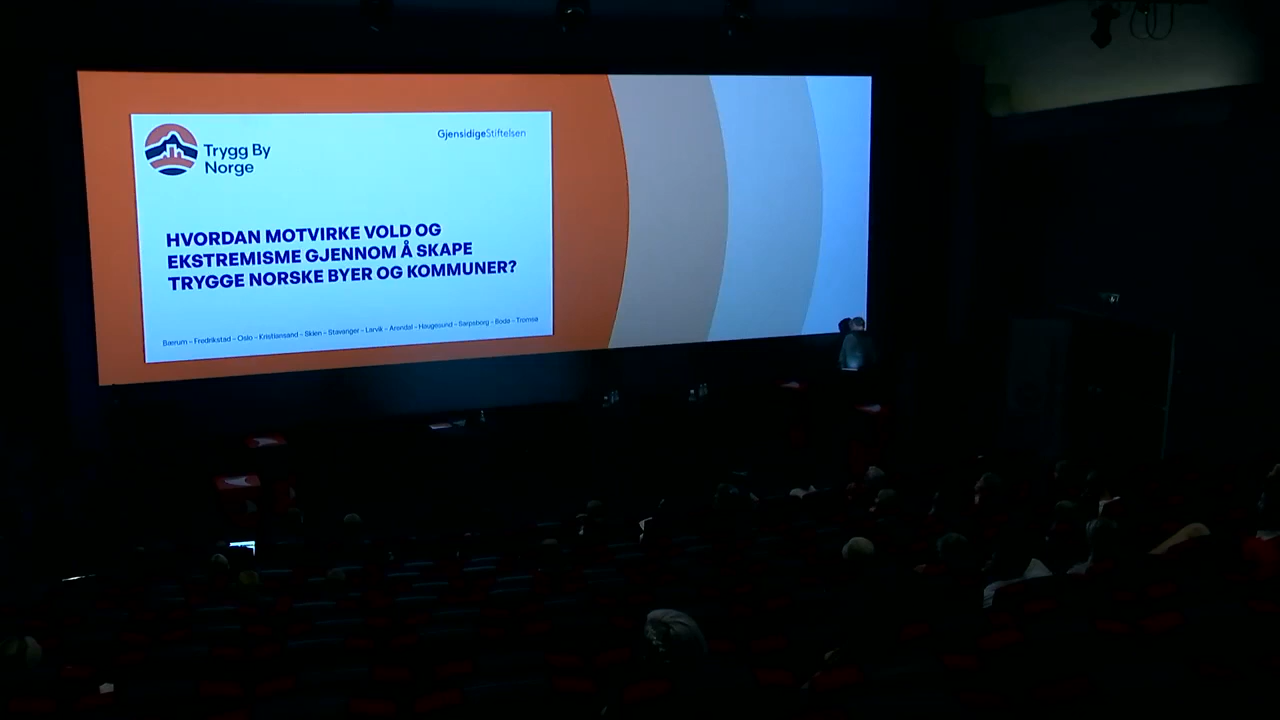 Trygg By
Norge
GjensidigeStiftelsen
HVORDAN MOTVIRKE VOLD OG
EKSTREMISME GJENNOM Å SKAPE
TRYGGE NORSKE BYER OG KOMMUNER?
Bærum – Fredrikstad – Oslo – Kristiansand – Skien – Stavanger – Larvik – Arendal – Haugesund – Sarpsborg – Bodø – Tromsø